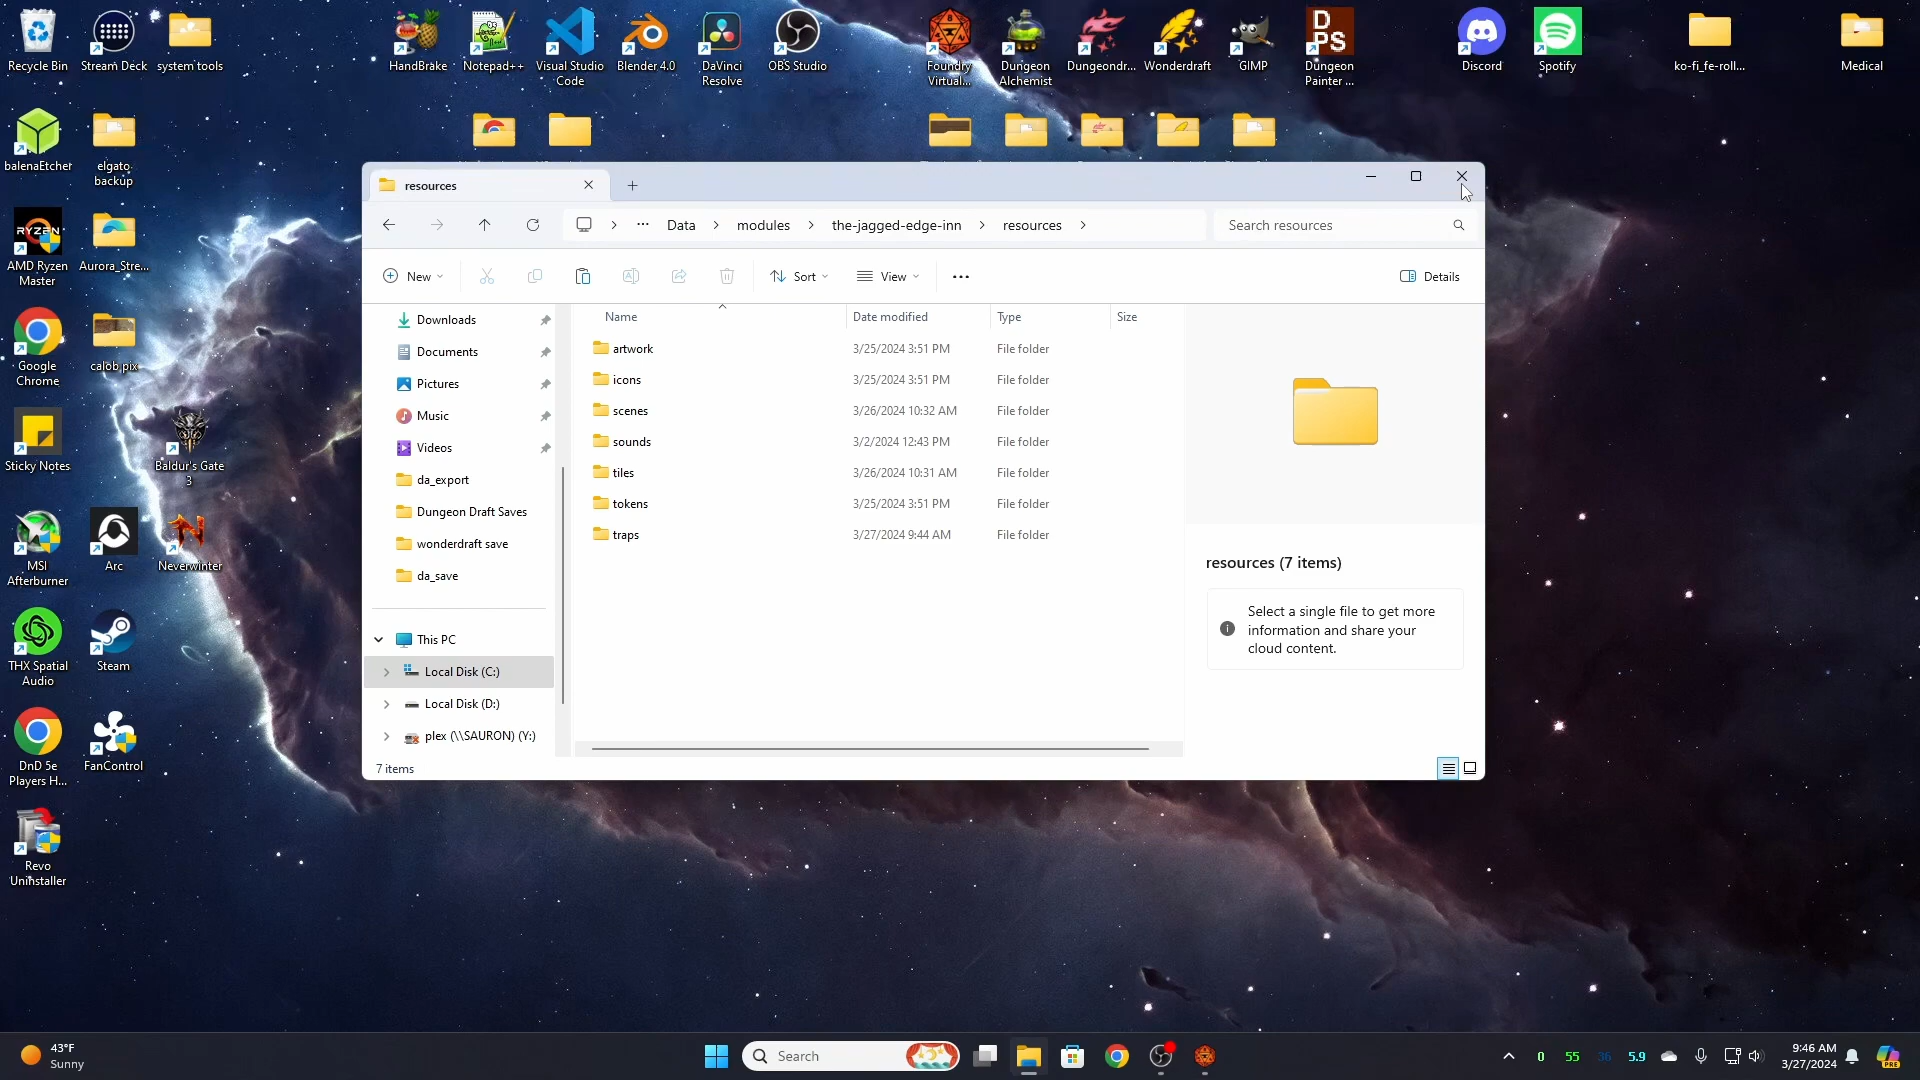 Recycle Bin
Stream Deck
system tools
HandBrake
Notepad++
Visual Studio
Code
Blender 4.0
DaVinci
Resolve
OBS Studio
Foundry
Virtual...
Dungeon
Alchemist
Dungeondr...
Wonderdraft
GIMP
Dungeon
Painter ...
Discord
Spotify
ko-fi_fe-roll...
Medical
balenaEtcher
elgato
backup
AMD Ryzen
Master
Aurora_Stre...
Google
Chrome
calob pix
Sticky Notes
Baldur's Gate
3
MSI
Afterburner
Arc
Neverwinter
THX Spatial
Audio
Steam
DnD 5e
Players H...
FanControl
Revo
Uninstaller
resources
Data
modules
the-jagged-edge-inn
resources
Search resources
New
Sort
View
Details
Downloads
Documents
Pictures
Music
Videos
da_export
Dungeon Draft Saves
wonderdraft save
da_save
This PC
Local Disk (C:)
Local Disk (D:)
plex (\\SAURON) (Y:)
Name Date modified Type Size
artwork 3/25/2024 3:51 PM File folder
icons 3/25/2024 3:51 PM File folder
scenes 3/26/2024 10:32 AM File folder
sounds 3/2/2024 12:43 PM File folder
tiles 3/26/2024 10:31 AM File folder
tokens 3/25/2024 3:51 PM File folder
traps 3/27/2024 9:44 AM File folder
resources (7 items)
Select a single file to get more
information and share your
cloud content.
7 items
43°F
Sunny
Search
0 55 36 5.9
9:46 AM
3/27/2024